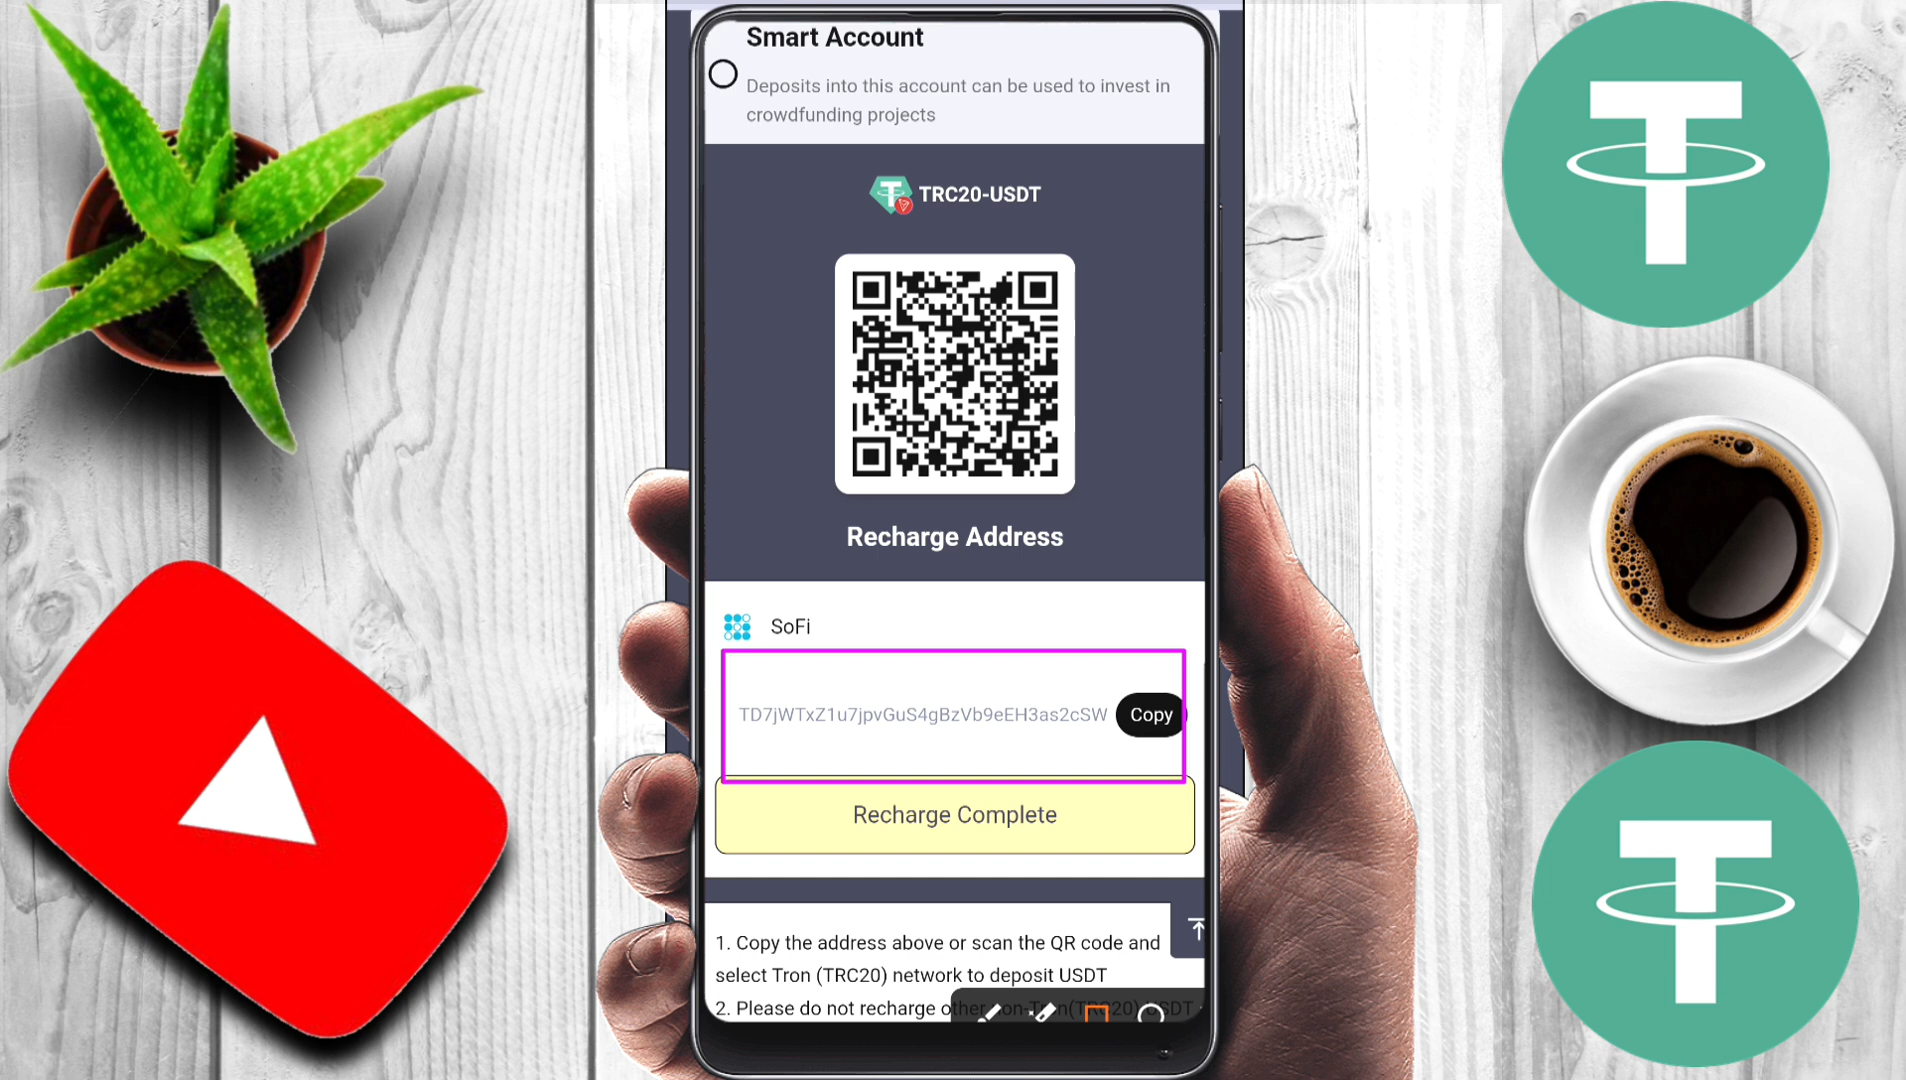 Smart Account
Deposits into this account can be used to invest in
crowdfunding projects
TRC20-USDT
Recharge Address
SoFi
TD7jWTxZ1u7jpvGuS4gBzVb9eEH3as2cSW
Copy
Recharge Complete
1. Copy the address above or scan the QR code and
select Tron (TRC20) network to deposit USDT
2. Please do not recharge other non-Tron(TRC20) USDT